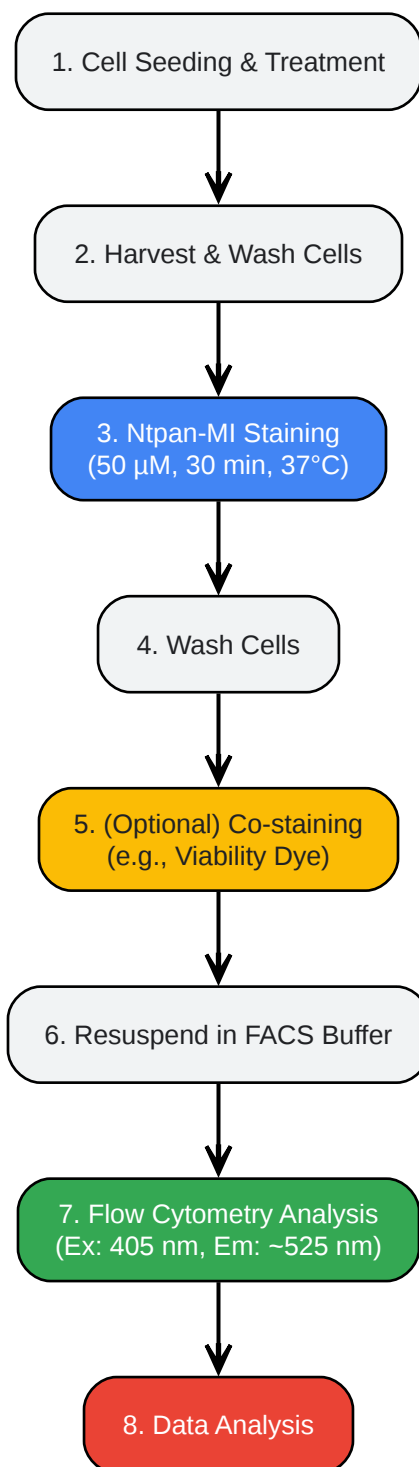 1. Cell Seeding & Treatment
2. Harvest & Wash Cells
3. Ntpan-MI Staining
(50 µM, 30 min, 37°C)
4. Wash Cells
5. (Optional) Co-staining
(e.g., Viability Dye)
6. Resuspend in FACS Buffer
7. Flow Cytometry Analysis
(Ex: 405 nm, Em: ~525 nm)
8. Data Analysis